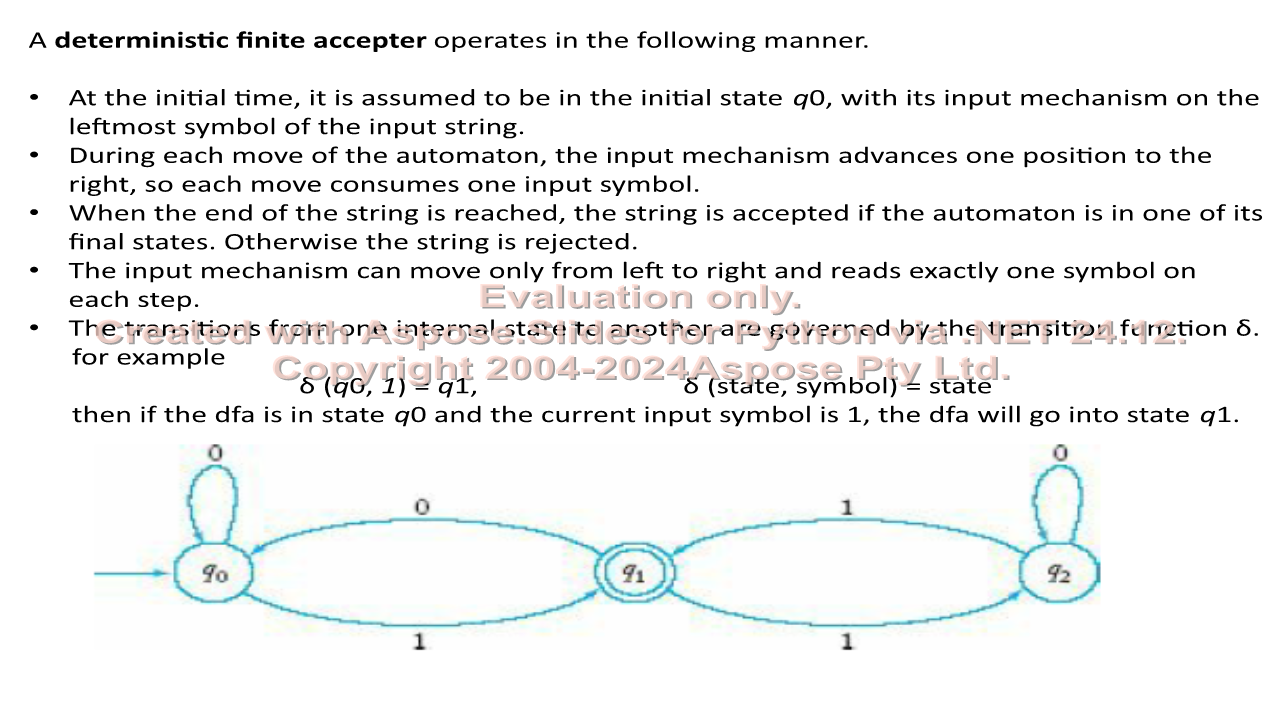 A deterministic finite accepter operates in the following manner.
• At the initial time, it is assumed to be in the initial state q0, with its input mechanism on the
leftmost symbol of the input string.
• During each move of the automaton, the input mechanism advances one position to the
right, so each move consumes one input symbol.
• When the end of the string is reached, the string is accepted if the automaton is in one of its
final states. Otherwise the string is rejected.
• The input mechanism can move only from left to right and reads exactly one symbol on
each step.
Evaluation only.
• The transitions from one internal state to another are governed by the transition function δ.
Created with Aspose.Slides for Python via .NET 24.12.
for example
Copyright 2004-2024Aspose Pty Ltd.
δ (q0, 1) = q1, δ (state, symbol) = state
then if the dfa is in state q0 and the current input symbol is 1, the dfa will go into state q1.
0 0
0 1
q0 q1 q2
1 1